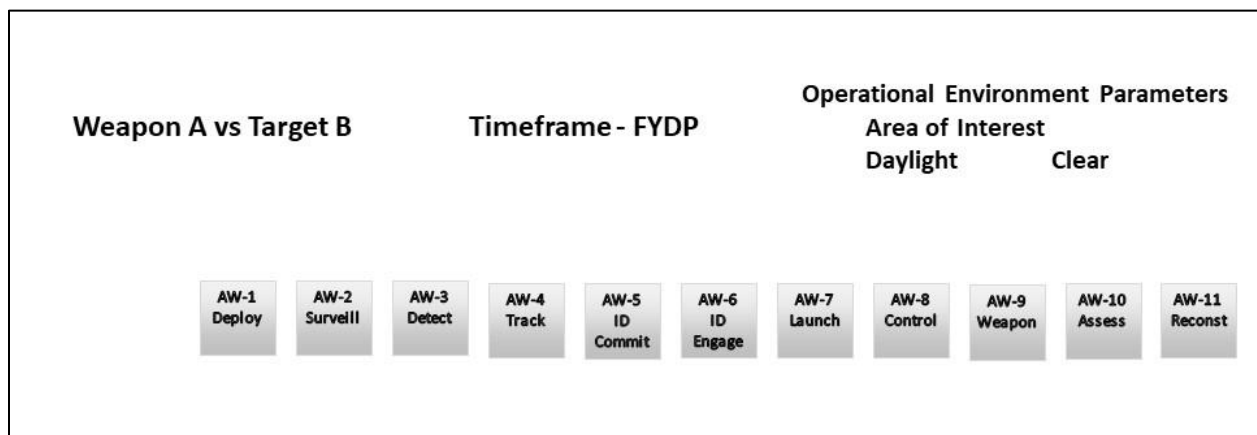 Operational Environment Parameters
Weapon A vs Target B
Timeframe - FYDP
Area of Interest
Daylight Clear
AW-1
Deploy
AW-2
Surveill
AW-3
Detect
AW-4
Track
AW-5
ID
Commit
AW-6
ID
Engage
AW-7
Launch
AW-8
Control
AW-9
Weapon
AW-10
Assess
AW-11
Reconst